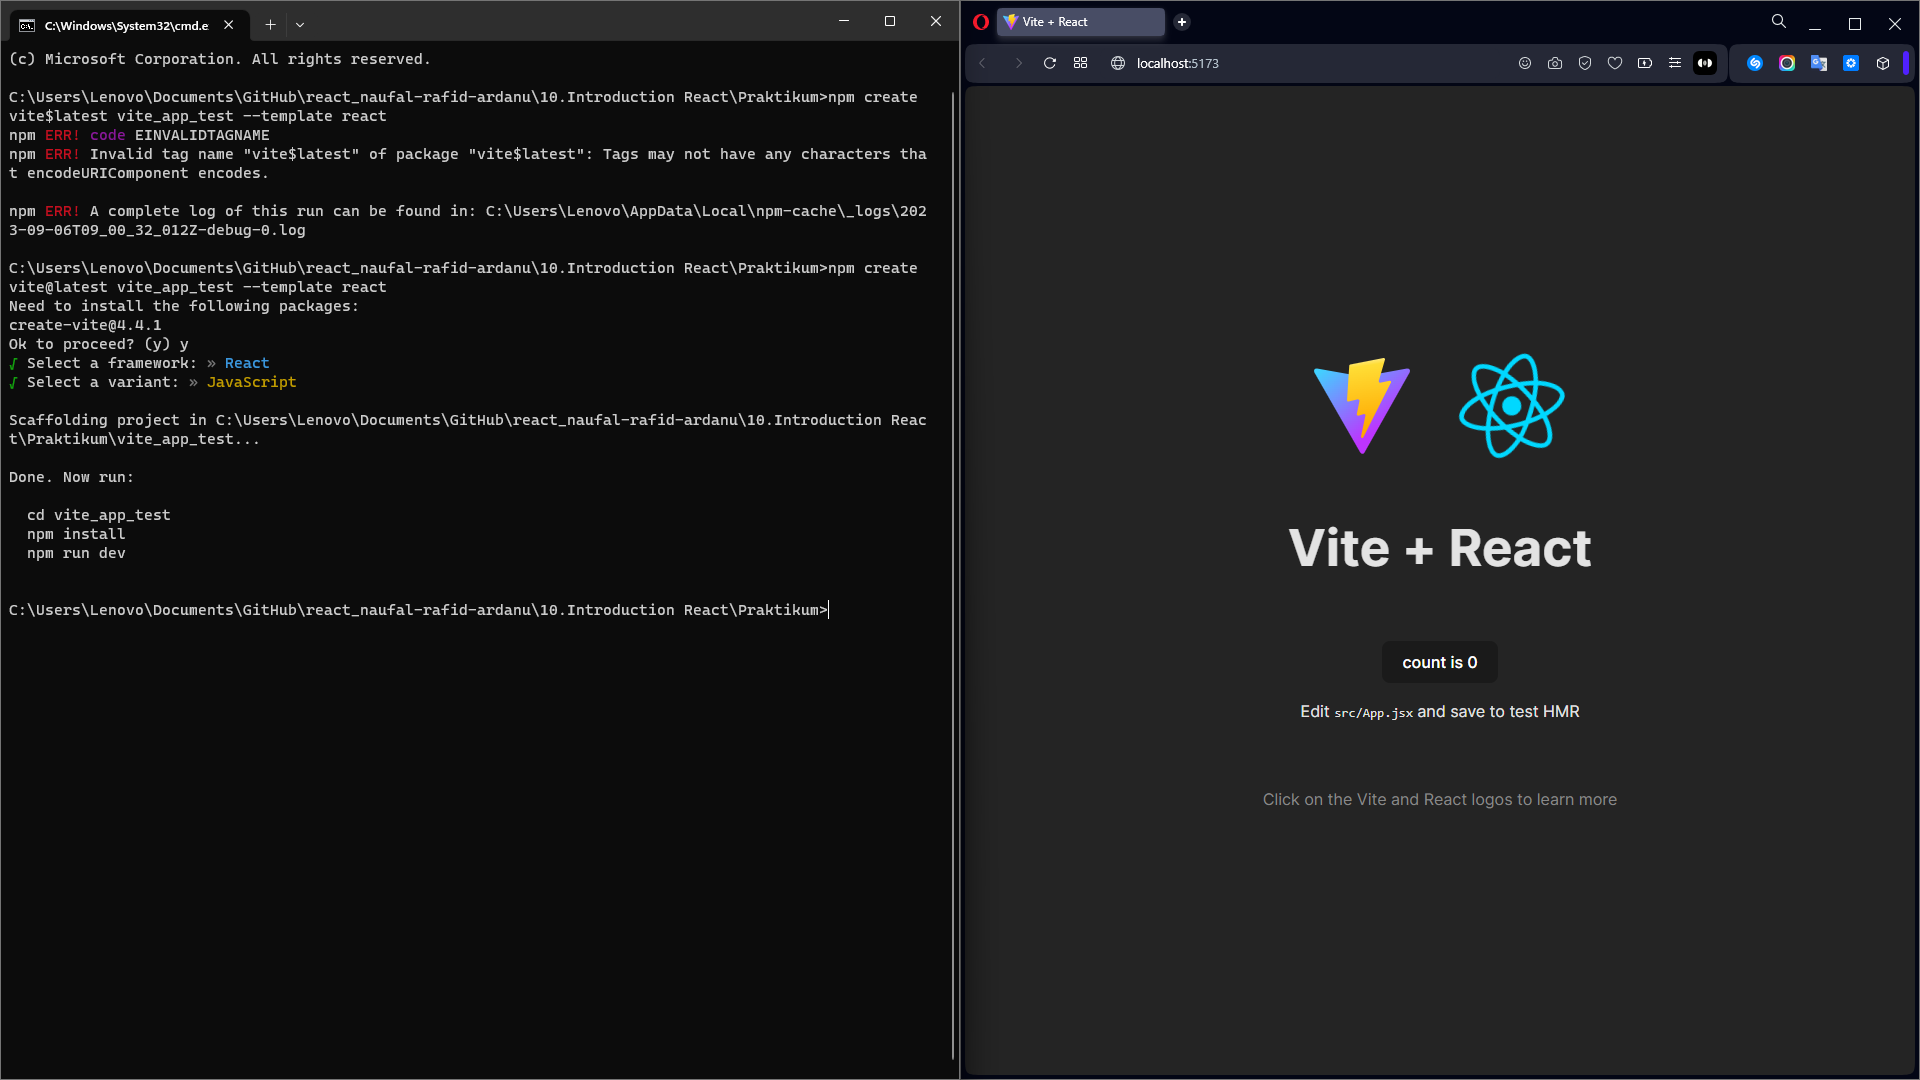 C:\Windows\System32\cmd.e
(c) Microsoft Corporation. All rights reserved.
C:\Users\Lenovo\Documents\GitHub\react_naufal-rafid-ardanu\10.Introduction React\Praktikum>npm create
vite$latest vite_app_test --template react
npm ERR! code EINVALIDTAGNAME
npm ERR! Invalid tag name "vite$latest" of package "vite$latest": Tags may not have any characters tha
t encodeURIComponent encodes.
npm ERR! A complete log of this run can be found in: C:\Users\Lenovo\AppData\Local\npm-cache\_logs\202
3-09-06T09_00_32_012Z-debug-0.log
C:\Users\Lenovo\Documents\GitHub\react_naufal-rafid-ardanu\10.Introduction React\Praktikum>npm create
vite@latest vite_app_test --template react
Need to install the following packages:
create-vite@4.4.1
Ok to proceed? (y) y
√ Select a framework: » React
√ Select a variant: » JavaScript
Scaffolding project in C:\Users\Lenovo\Documents\GitHub\react_naufal-rafid-ardanu\10.Introduction Reac
t\Praktikum\vite_app_test...
Done. Now run:
cd vite_app_test
npm install
npm run dev
C:\Users\Lenovo\Documents\GitHub\react_naufal-rafid-ardanu\10.Introduction React\Praktikum>
Vite + React
localhost:5173
Vite + React
count is 0
Edit src/App.jsx and save to test HMR
Click on the Vite and React logos to learn more